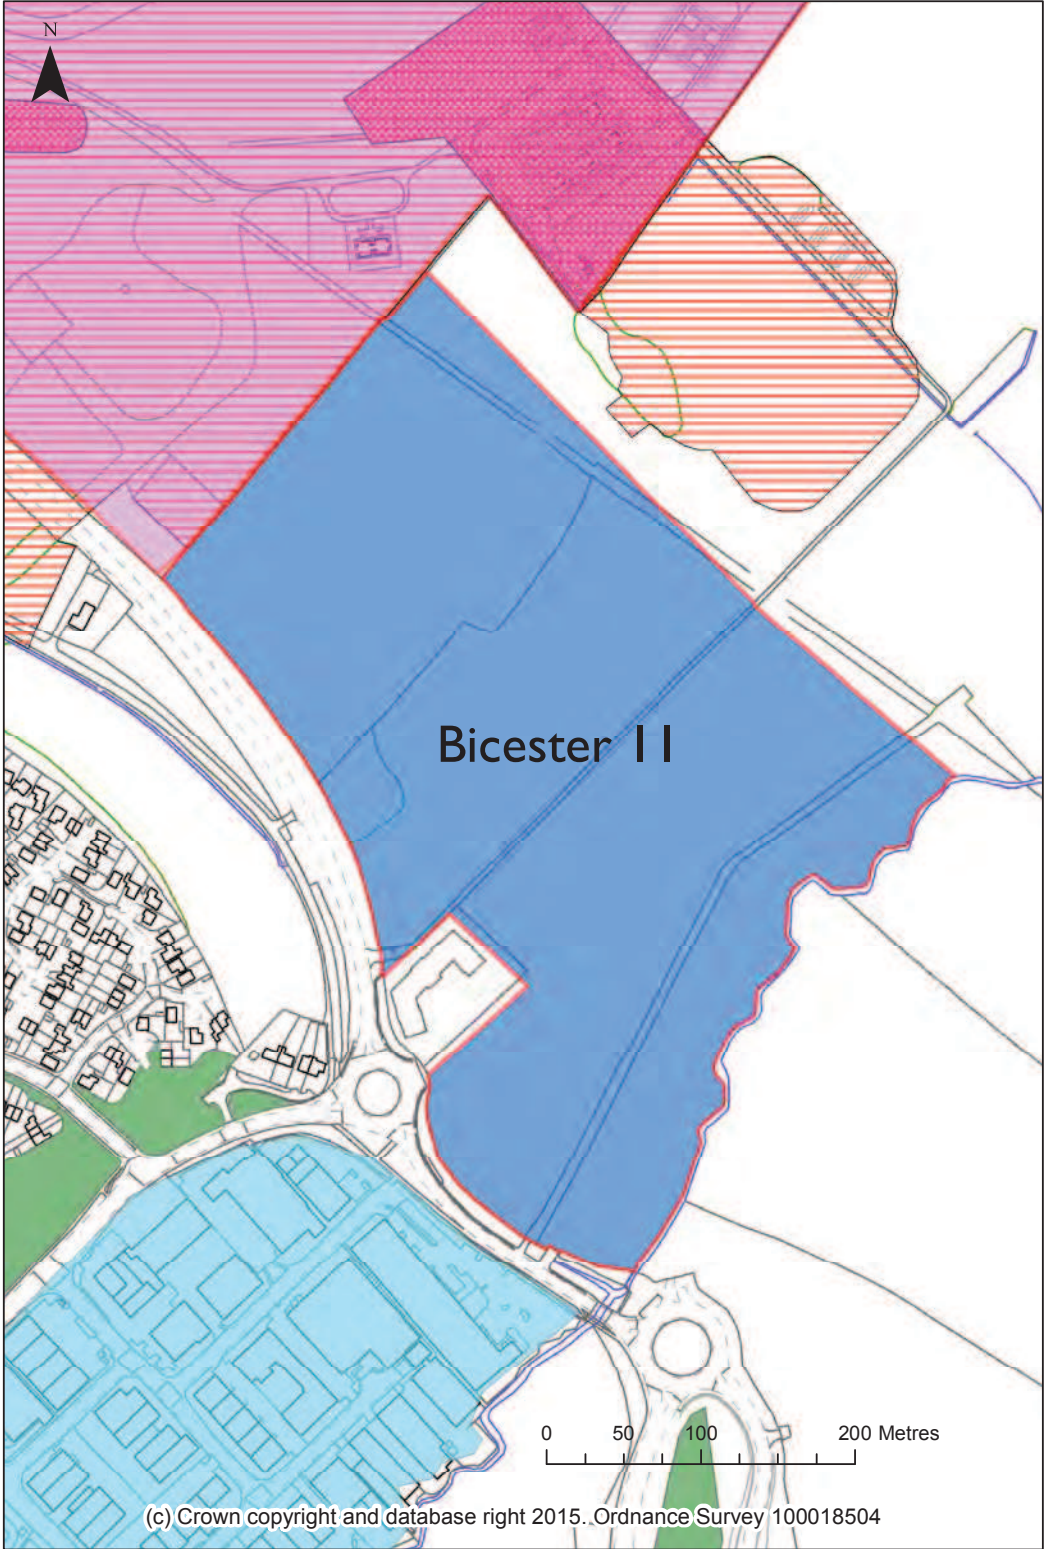 N
Bicester 11
0 50 100 200 Metres
(c) Crown copyright and database right 2015. Ordnance Survey 100018504